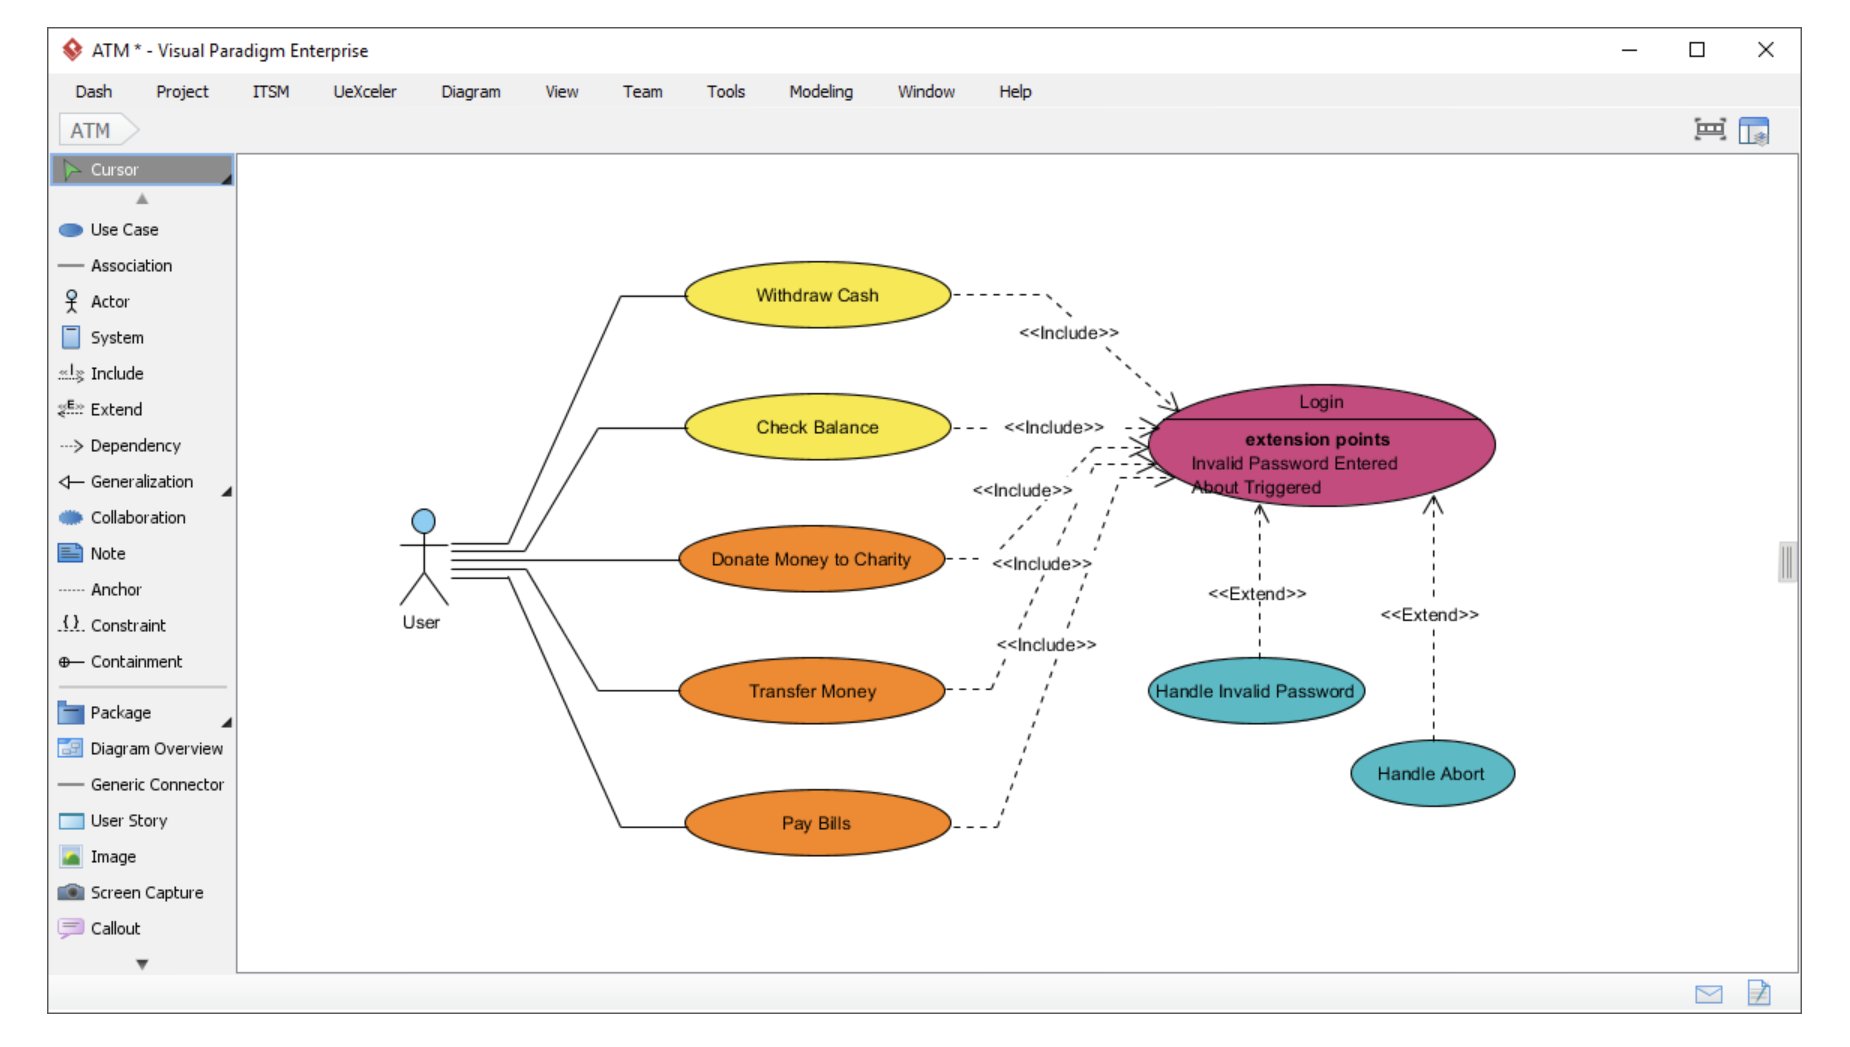 ATM * - Visual Paradigm Enterprise
Dash Project ITSM UeXceler Diagram View Team Tools Modeling Window Help
ATM
Cursor
Use Case
Association
Actor
System
«I» Include
«E» Extend
Dependency
Generalization
Collaboration
Note
Anchor
{} Constraint
Containment
Package
Diagram Overview
Generic Connector
User Story
Image
Screen Capture
Callout
User
Withdraw Cash
Check Balance
Donate Money to Charity
Transfer Money
Pay Bills
<<Include>>
<<Include>>
<<Include>>
<<Include>>
<<Include>>
Login
extension points
Invalid Password Entered
About Triggered
<<Extend>>
<<Extend>>
Handle Invalid Password
Handle Abort